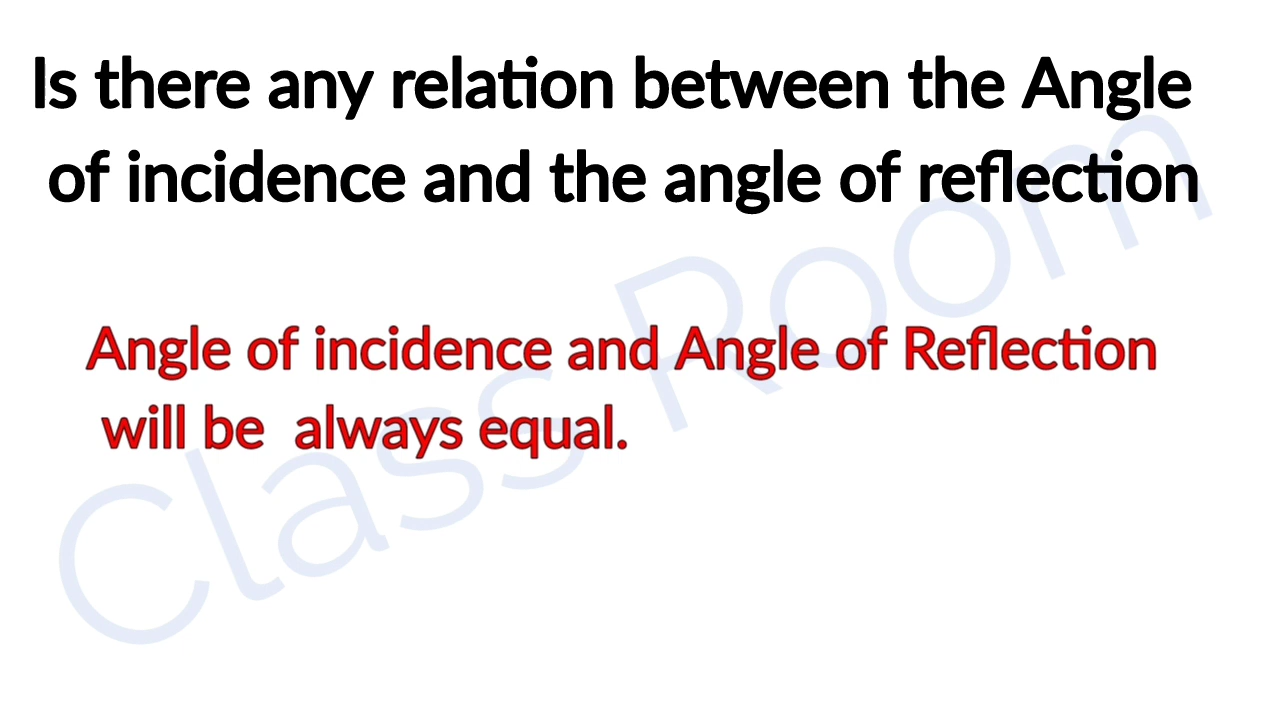 Is there any relation between the Angle
of incidence and the angle of reflection
Angle of incidence and Angle of Reflection
will be always equal.
Class Room